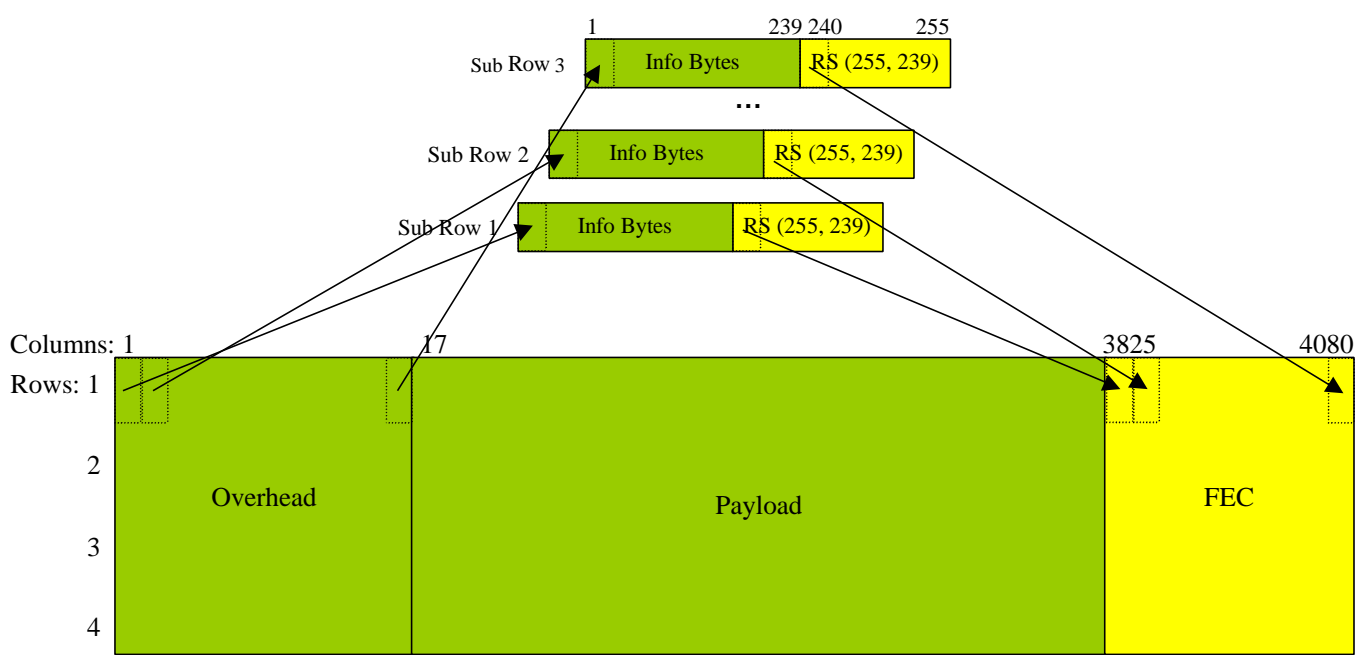 1 239 240 255
Sub Row 3 Info Bytes RS (255, 239)
...
Sub Row 2 Info Bytes RS (255, 239)
Sub Row 1 Info Bytes RS (255, 239)
Columns: 1 17 3825 4080
Rows: 1
2
Overhead Payload FEC
3
4